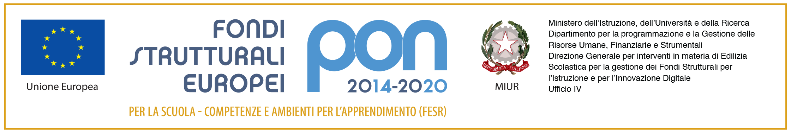 Unione Europea
FONDI
STRUTTURALI
EUROPEI
pon
2014-2020
PER LA SCUOLA - COMPETENZE E AMBIENTI PER L'APPRENDIMENTO (FESR)
MIUR
Ministero dell'Istruzione, dell'Università e della Ricerca
Dipartimento per la programmazione e la Gestione delle
Risorse Umane, Finanziarie e Strumentali
Direzione Generale per interventi in materia di Edilizia
Scolastica per la gestione dei Fondi Strutturali per
l'Istruzione e per l'Innovazione Digitale
Ufficio IV